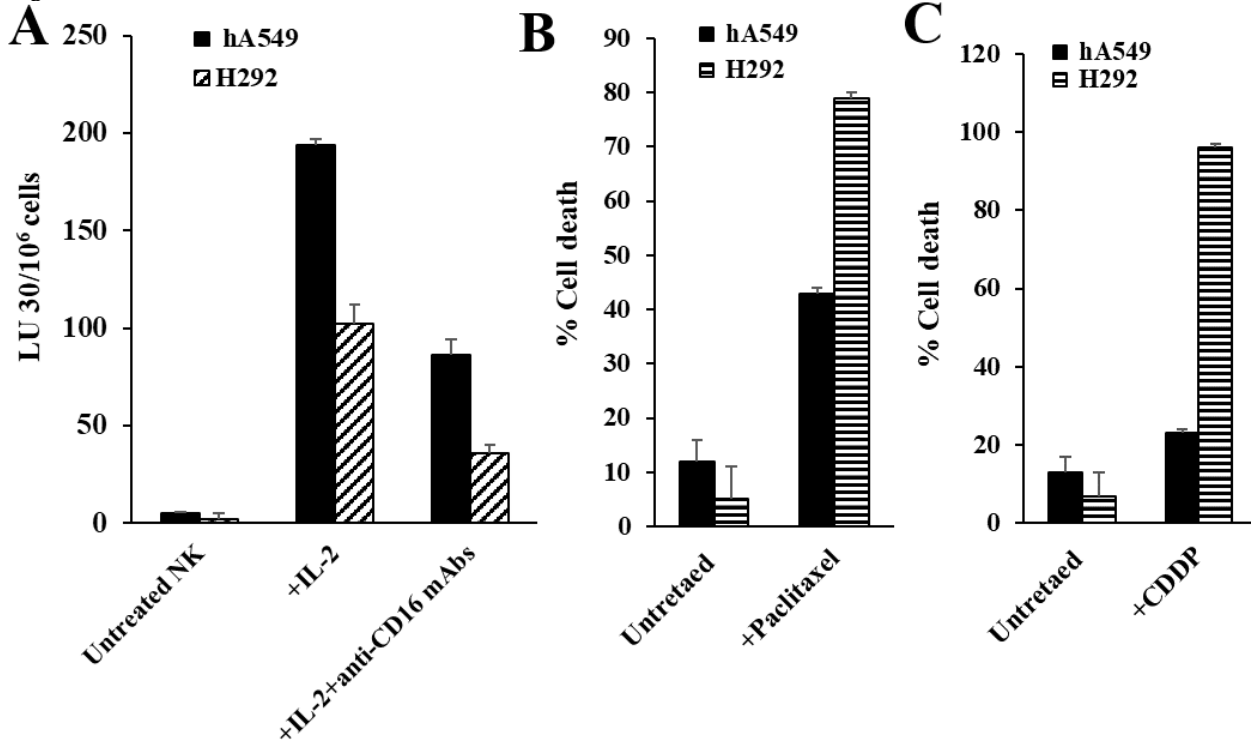 A
250
200
150
100
50
0
LU 30/10⁶ cells
hA549
H292
Untreated NK
+IL-2
+IL-2+anti-CD16 mAbs
B
90
80
70
60
50
40
30
20
10
0
% Cell death
hA549
H292
Untretaed
+Paclitaxel
C
120
100
80
60
40
20
0
% Cell death
hA549
H292
Untretaed
+CDDP